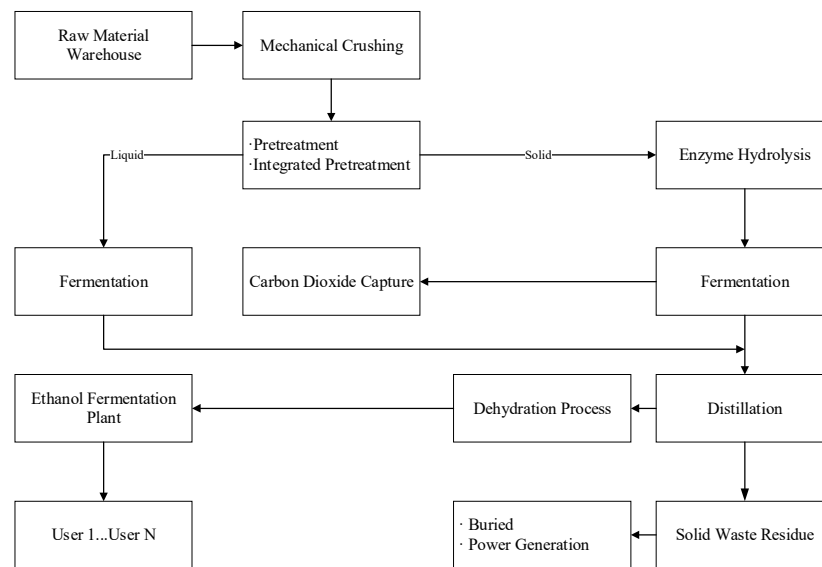 Raw Material
Warehouse
Mechanical Crushing
·Pretreatment
·Integrated Pretreatment
Liquid
Solid
Enzyme Hydrolysis
Fermentation
Carbon Dioxide Capture
Fermentation
Ethanol Fermentation
Plant
Dehydration Process
Distillation
User 1...User N
· Buried
· Power Generation
Solid Waste Residue